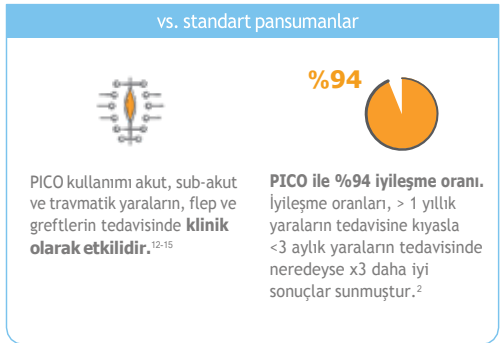 vs. standart pansumanlar
PICO kullanımı akut, sub-akut
ve travmatik yaraların, flep ve
greftlerin tedavisinde klinik
olarak etkilidir.12-15
%94
PICO ile %94 iyileşme oranı.
İyileşme oranları, > 1 yıllık
yaraların tedavisine kıyasla
<3 aylık yaraların tedavisinde
neredeyse x3 daha iyi
sonuçlar sunmuştur.2